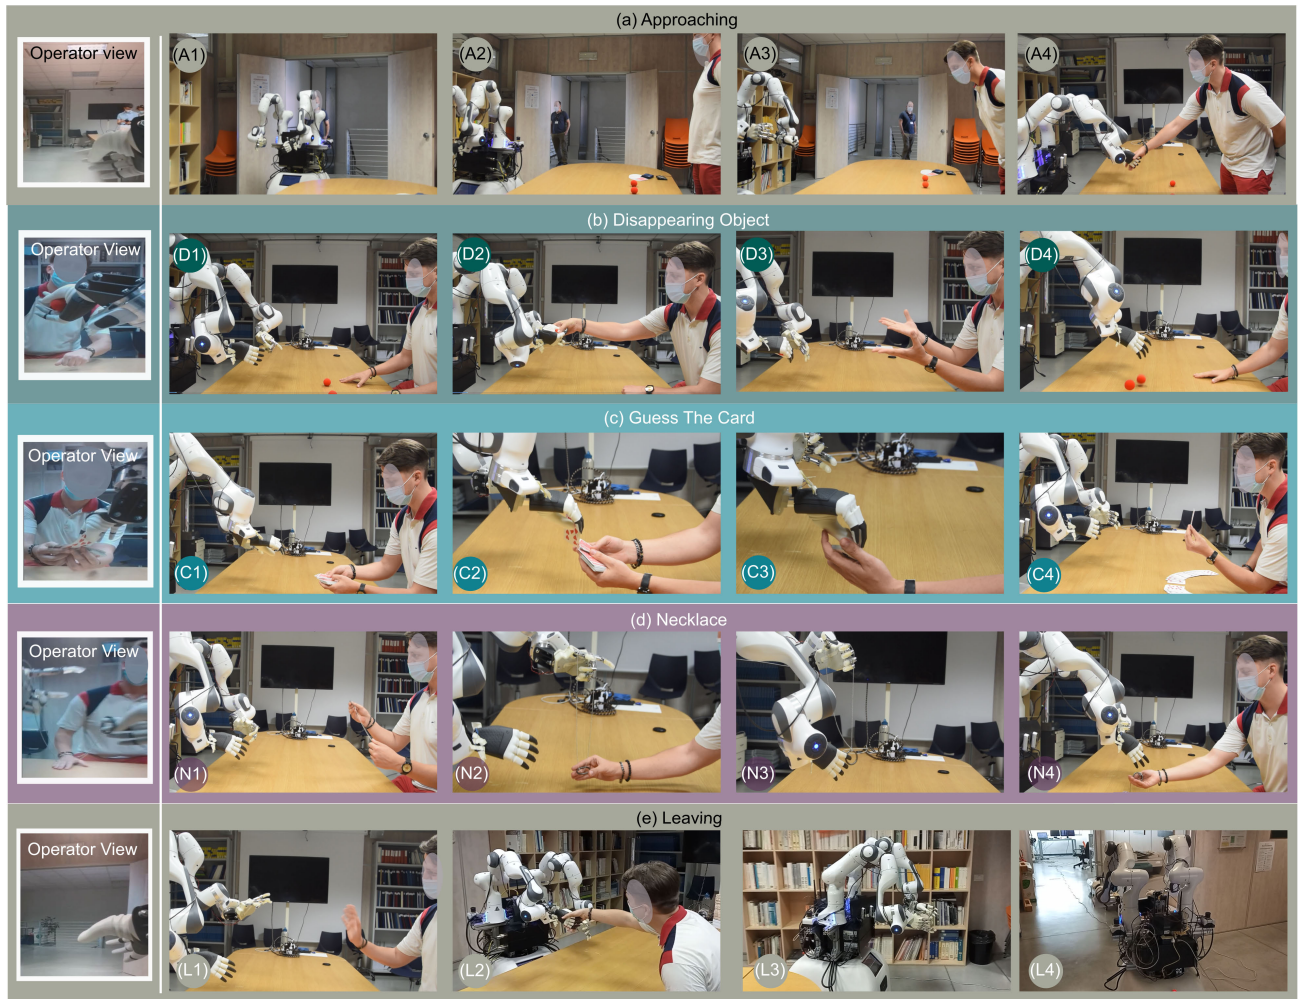 (a) Approaching
Operator view
(A1)
(A2)
(A3)
(A4)
(b) Disappearing Object
Operator View
(D1)
(D2)
(D3)
(D4)
(c) Guess The Card
Operator View
(C1)
(C2)
(C3)
(C4)
(d) Necklace
Operator View
(N1)
(N2)
(N3)
(N4)
(e) Leaving
Operator View
(L1)
(L2)
(L3)
(L4)